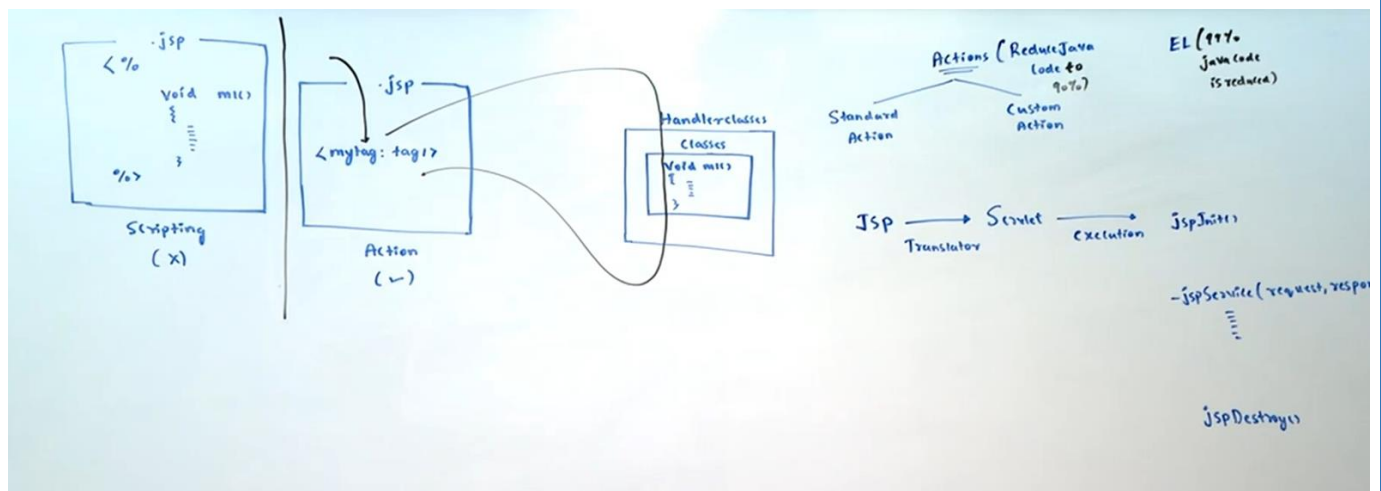 .jsp
<%
Void m1()
{
}
%>
Scripting
(x)
.jsp
<mytag: tag1>
Action
(✓)
Handlerclasses
Classes
Void m1()
{
}
Actions (Reduce Java
Code to
90%)
Standard
Action
Custom
Action
EL (99%
java code
is reduced)
Jsp
Translator
Servlet
Execution
jspInit()
-jspService(request, respon
jspDestroy()